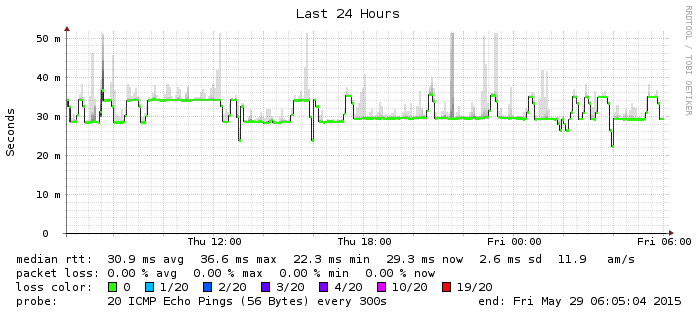 Last 24 Hours
RRDTOOL / TOBI OETIKER
Seconds
50 m
40 m
30 m
20 m
10 m
0
Thu 12:00 Thu 18:00 Fri 00:00 Fri 06:00
median rtt: 30.9 ms avg 36.6 ms max 22.3 ms min 29.3 ms now 2.6 ms sd 11.9 am/s
packet loss: 0.00 % avg 0.00 % max 0.00 % min 0.00 % now
loss color: 0 1/20 2/20 3/20 4/20 10/20 19/20
probe: 20 ICMP Echo Pings (56 Bytes) every 300s end: Fri May 29 06:05:04 2015